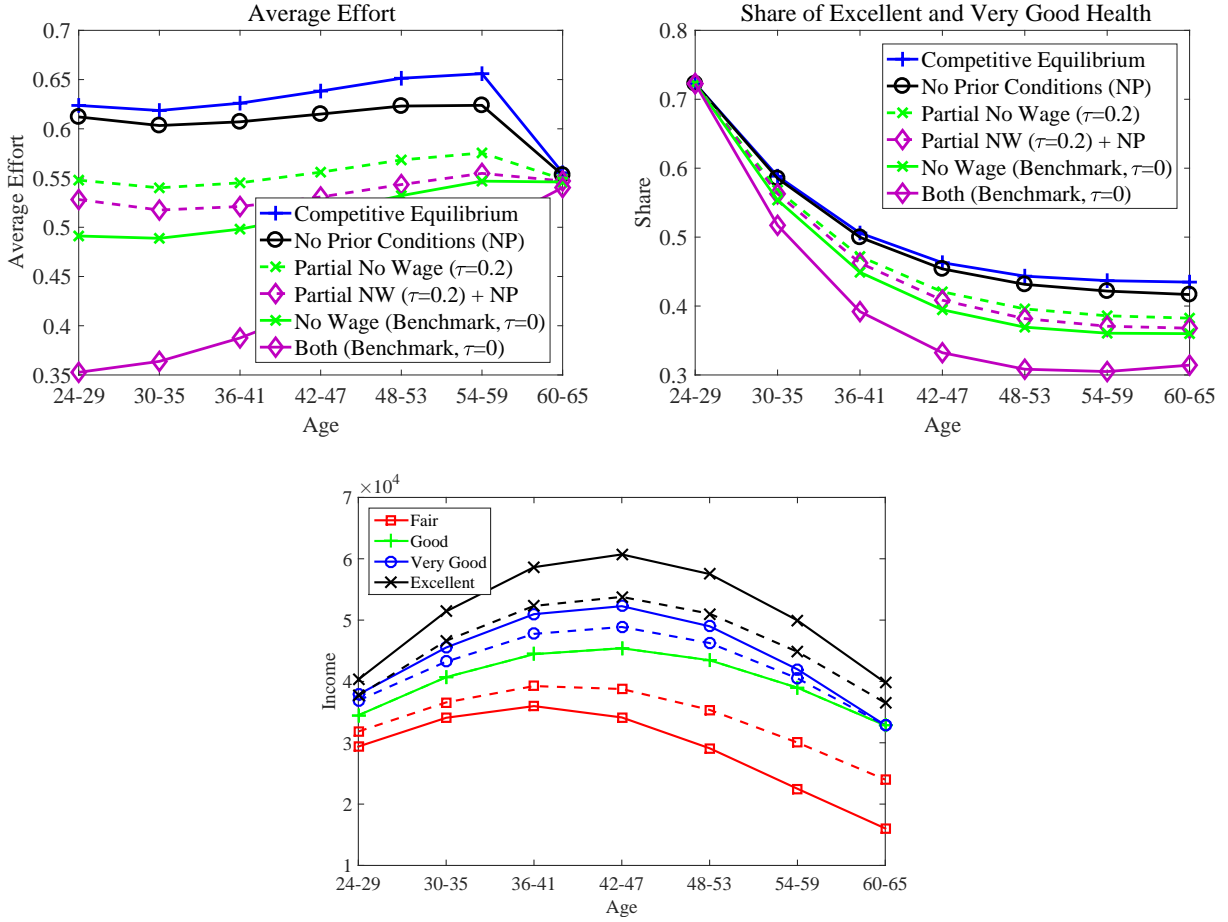 Average Effort
0.7
0.65
0.6
0.55
0.5
0.45
0.4
0.35
Average Effort
Competitive Equilibrium
No Prior Conditions (NP)
Partial No Wage (τ=0.2)
Partial NW (τ=0.2) + NP
No Wage (Benchmark, τ=0)
Both (Benchmark, τ=0)
24-29 30-35 36-41 42-47 48-53 54-59 60-65
Age
Share of Excellent and Very Good Health
0.8
0.7
0.6
0.5
0.4
0.3
Share
Competitive Equilibrium
No Prior Conditions (NP)
Partial No Wage (τ=0.2)
Partial NW (τ=0.2) + NP
No Wage (Benchmark, τ=0)
Both (Benchmark, τ=0)
24-29 30-35 36-41 42-47 48-53 54-59 60-65
Age
×10⁴
7
6
5
4
3
2
1
Income
Fair
Good
Very Good
Excellent
24-29 30-35 36-41 42-47 48-53 54-59 60-65
Age